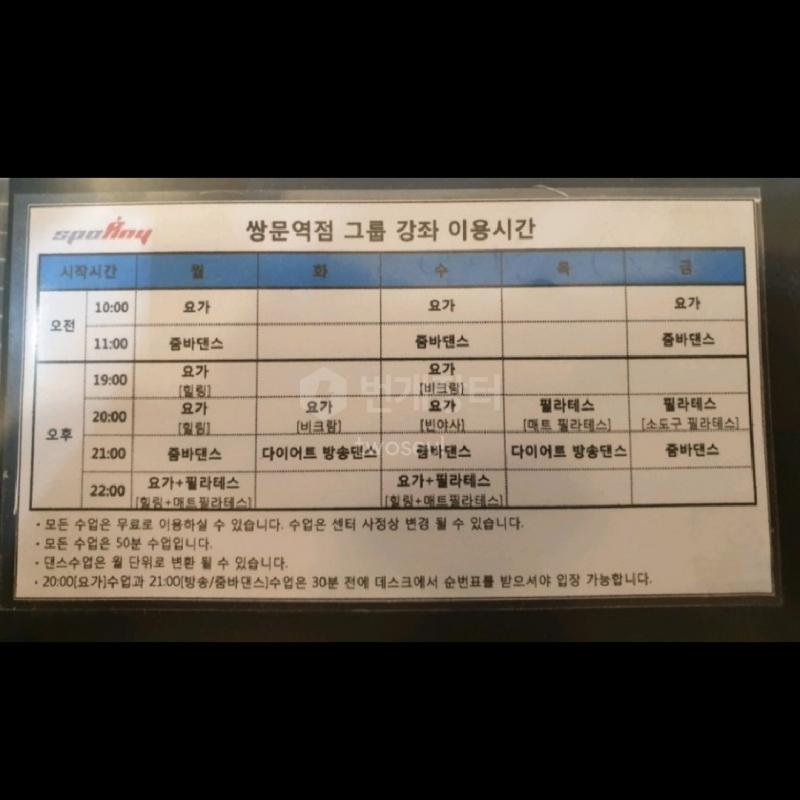 spoAny
쌍문역점 그룹 강좌 이용시간
시작시간 월 화 수 목 금
오전 10:00 요가 요가 요가
11:00 줌바댄스 줌바댄스 줌바댄스
오후 19:00 요가 [힐링] 요가 [비크람]
20:00 요가 [힐링] 요가 [비크람] 요가 [빈야사] 필라테스 [매트 필라테스] 필라테스 [소도구 필라테스]
21:00 줌바댄스 다이어트 방송댄스 줌바댄스 다이어트 방송댄스 줌바댄스
22:00 요가+필라테스 [힐링+매트필라테스] 요가+필라테스 [힐링+매트필라테스]
· 모든 수업은 무료로 이용하실 수 있습니다. 수업은 센터 사정상 변경 될 수 있습니다.
· 모든 수업은 50분 수업입니다.
· 댄스수업은 월 단위로 변환 될 수 있습니다.
· 20:00[요가]수업과 21:00[방송/줌바댄스]수업은 30분 전에 데스크에서 순번표를 받으셔야 입장 가능합니다.
번개장터
twosoul